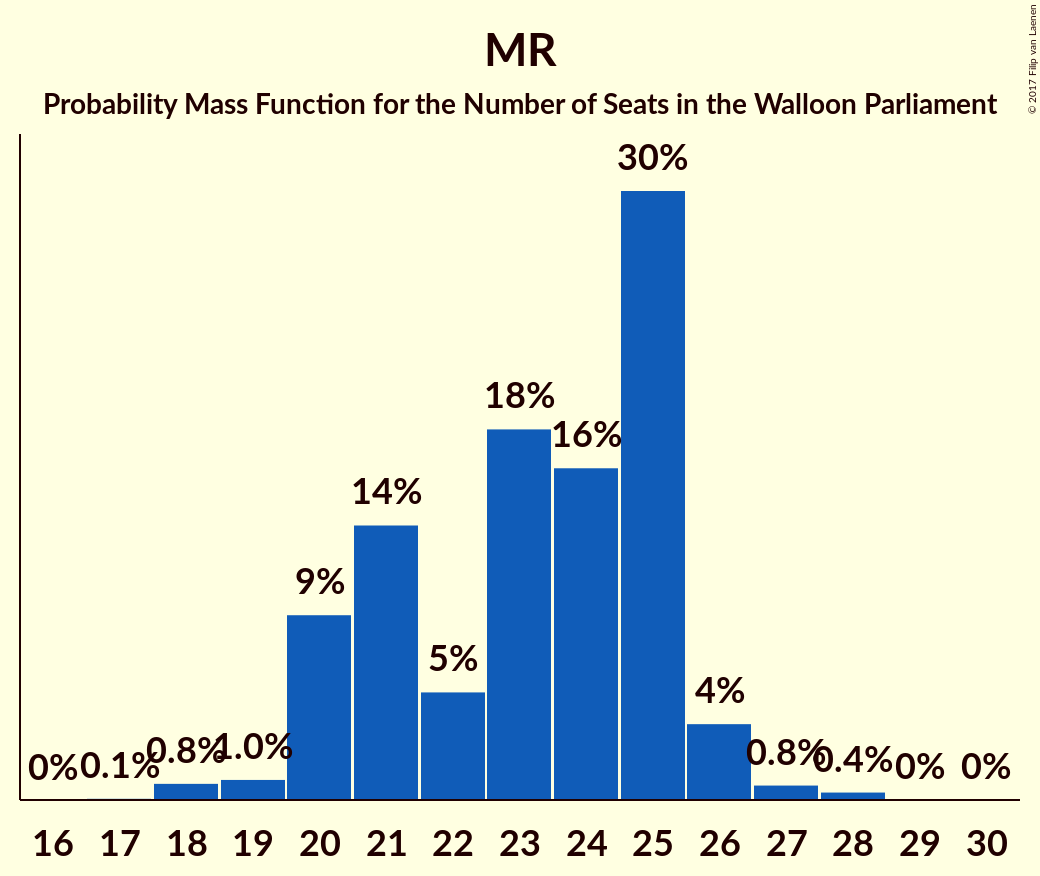 MR
Probability Mass Function for the Number of Seats in the Walloon Parliament
© 2017 Filip van Laenen
30%
18%
16%
14%
9%
5%
4%
0% 0.1% 0.8% 1.0% 0.8% 0.4% 0% 0%
16 17 18 19 20 21 22 23 24 25 26 27 28 29 30